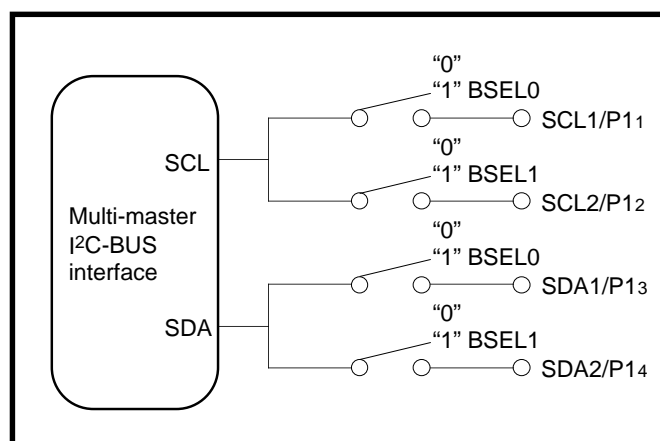 “0”
“1” BSEL0
SCL1/P11
SCL
“0”
“1” BSEL1
SCL2/P12
Multi-master
I2C-BUS
interface
“0”
“1” BSEL0
SDA1/P13
SDA
“0”
“1” BSEL1
SDA2/P14